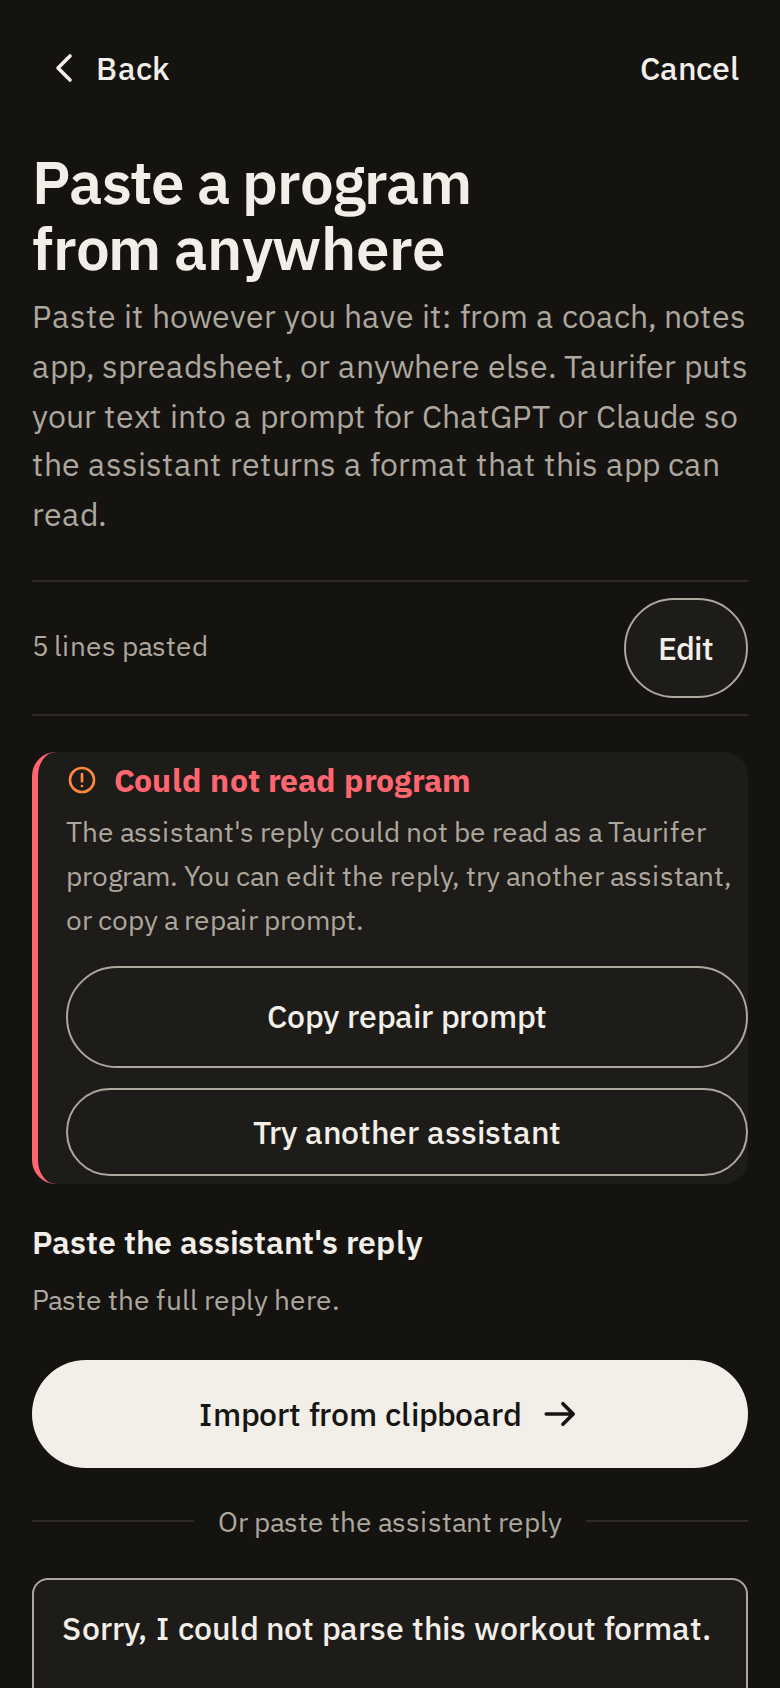 Back
Cancel
Paste a program
from anywhere
Paste it however you have it: from a coach, notes
app, spreadsheet, or anywhere else. Taurifer puts
your text into a prompt for ChatGPT or Claude so
the assistant returns a format that this app can
read.
5 lines pasted
Edit
Could not read program
The assistant's reply could not be read as a Taurifer
program. You can edit the reply, try another assistant,
or copy a repair prompt.
Copy repair prompt
Try another assistant
Paste the assistant's reply
Paste the full reply here.
Import from clipboard
Or paste the assistant reply
Sorry, I could not parse this workout format.